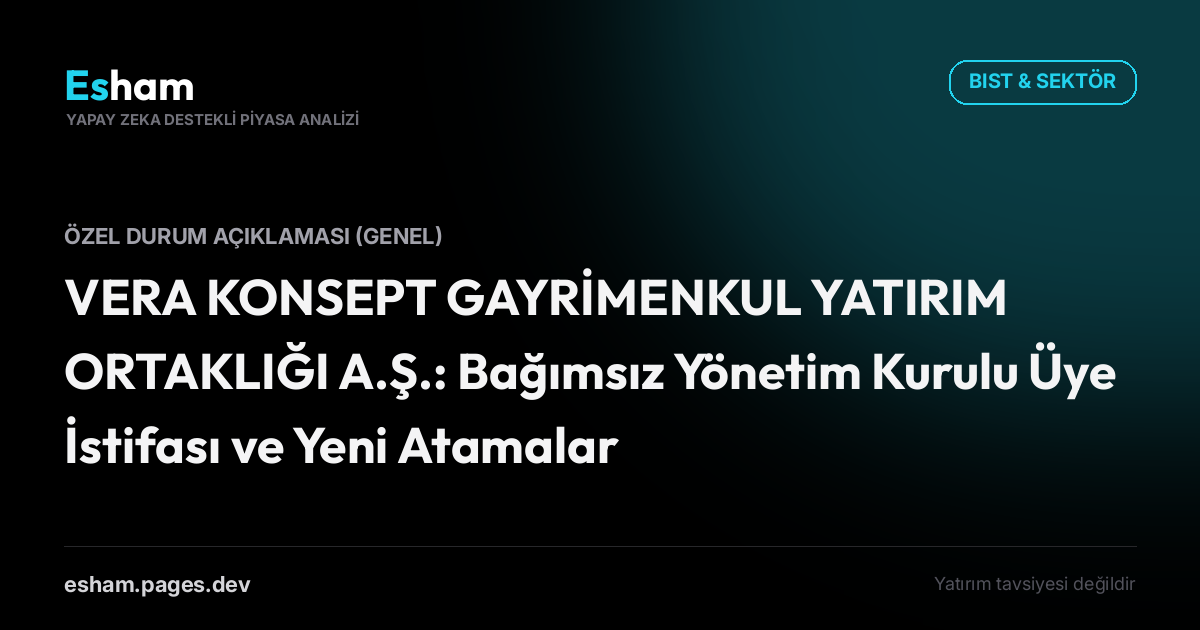 Esham
YAPAY ZEKA DESTEKLİ PİYASA ANALİZİ
BIST & SEKTÖR
ÖZEL DURUM AÇIKLAMASI (GENEL)
VERA KONSEPT GAYRİMENKUL YATIRIM
ORTAKLIĞI A.Ş.: Bağımsız Yönetim Kurulu Üye
İstifası ve Yeni Atamalar
esham.pages.dev
Yatırım tavsiyesi değildir